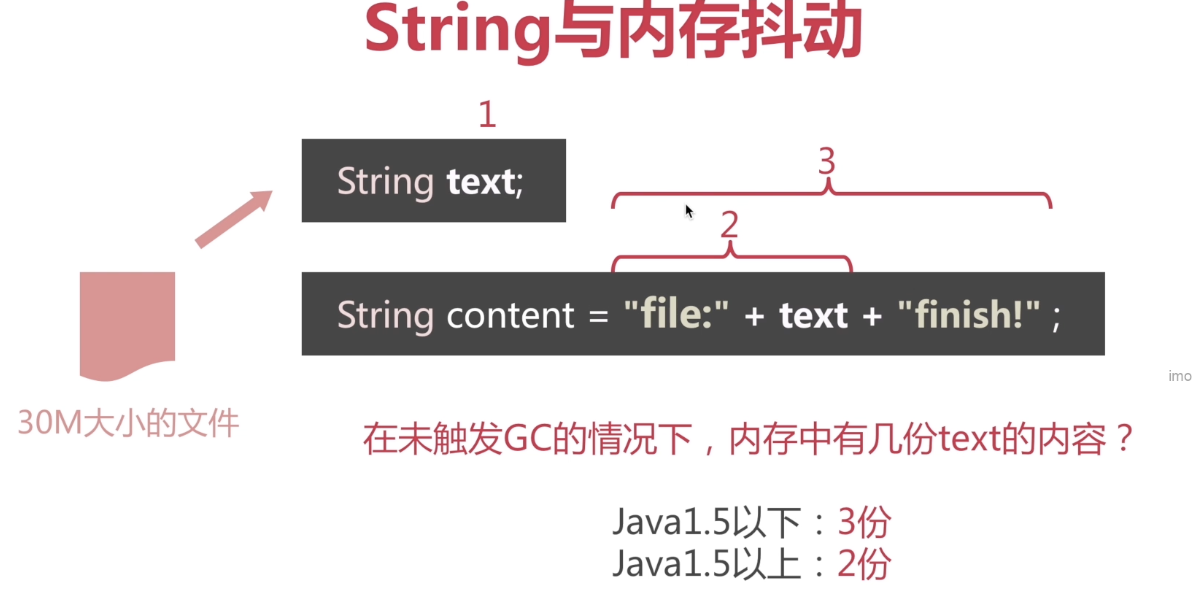 String与内存抖动
1
String text;
3
2
String content = "file:" + text + "finish!" ;
imo
30M大小的文件
在未触发GC的情况下，内存中有几份text的内容？
Java1.5以下：3份
Java1.5以上：2份